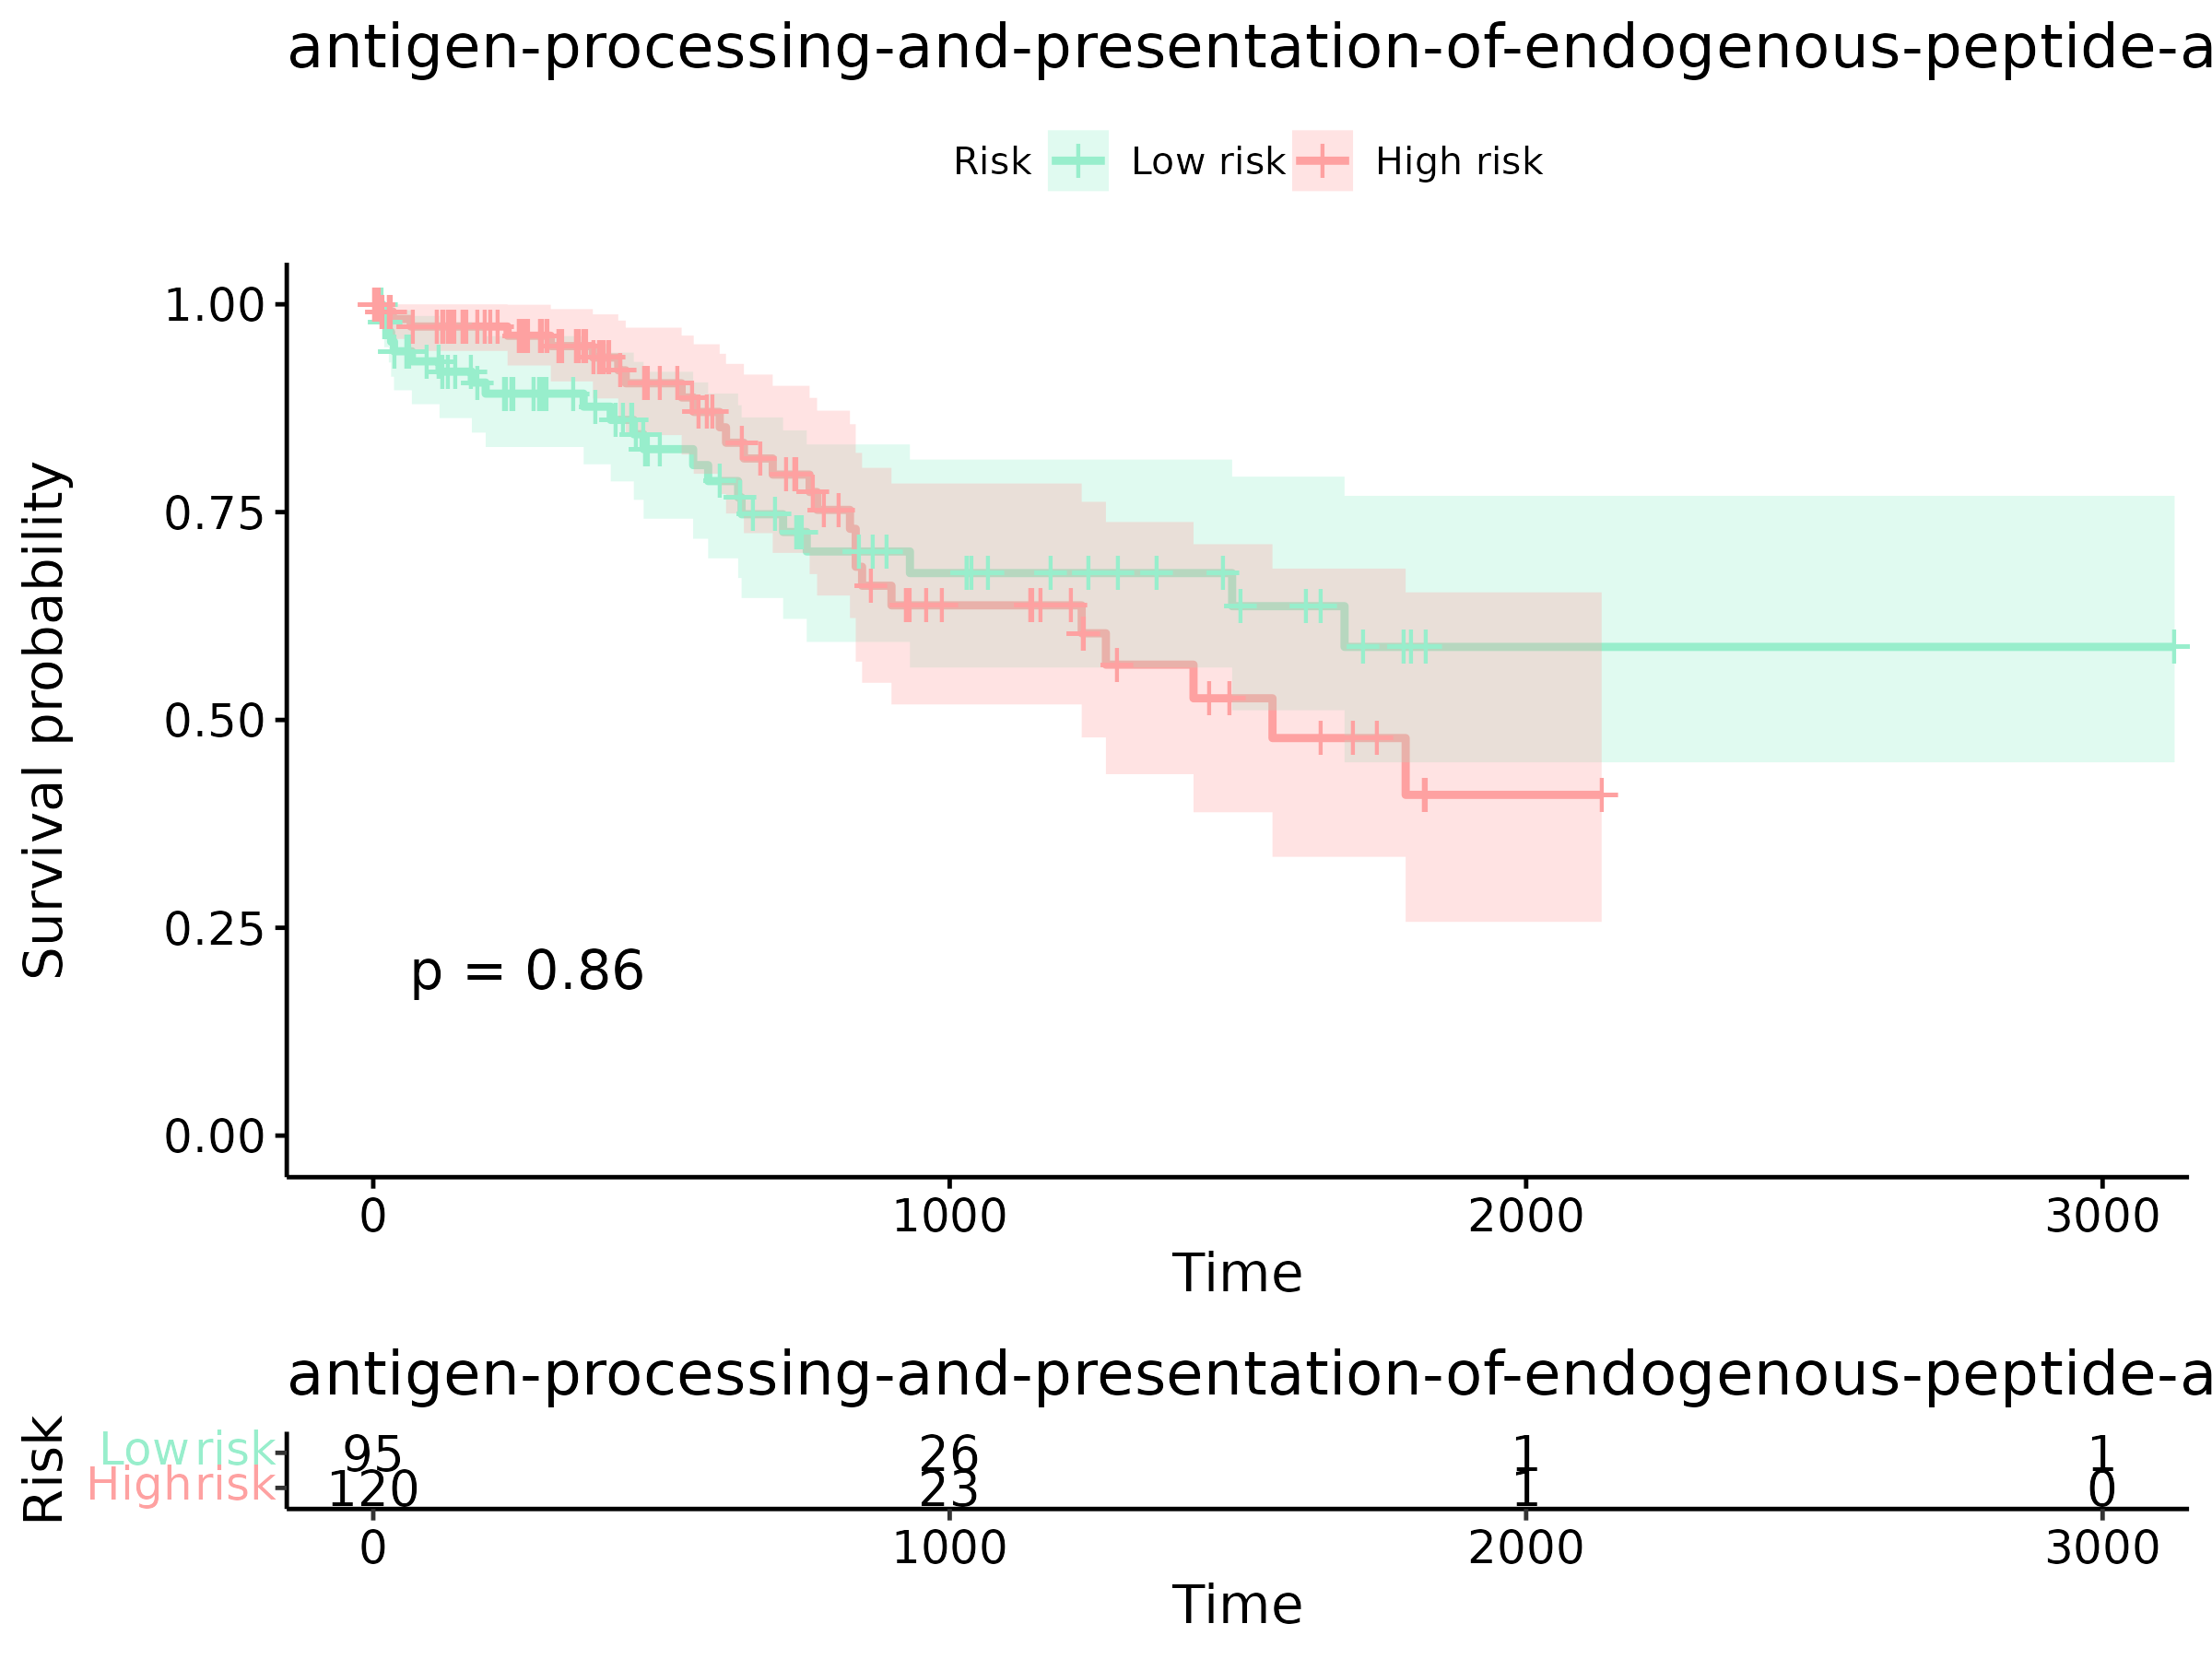 antigen-processing-and-presentation-of-endogenous-peptide-a
Risk Low risk High risk
Survival probability
1.00
0.75
0.50
0.25
0.00
p = 0.86
0 1000 2000 3000
Time
antigen-processing-and-presentation-of-endogenous-peptide-a
Risk
Low risk 95 26 1 1
High risk 120 23 1 0
0 1000 2000 3000
Time